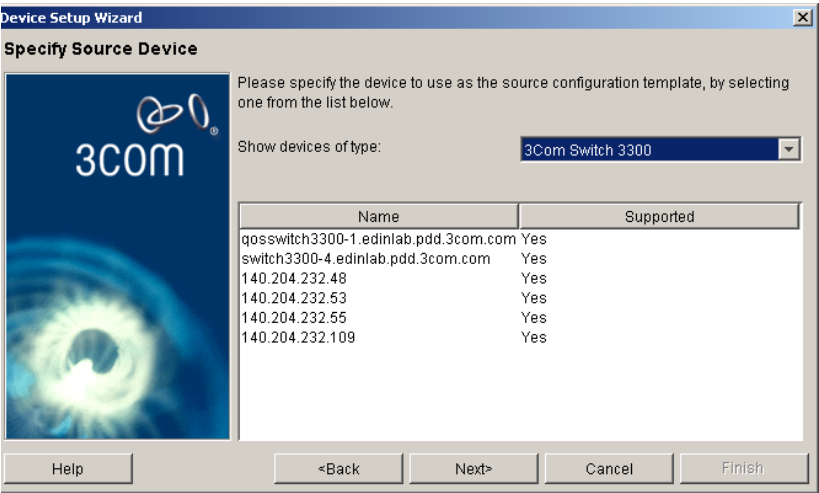 Device Setup Wizard
Specify Source Device
3COM
Please specify the device to use as the source configuration template, by selecting
one from the list below.
Show devices of type: 3Com Switch 3300
Name Supported
qosswitch3300-1.edinlab.pdd.3com.com Yes
switch3300-4.edinlab.pdd.3com.com Yes
140.204.232.48 Yes
140.204.232.53 Yes
140.204.232.55 Yes
140.204.232.109 Yes
Help <Back Next> Cancel Finish